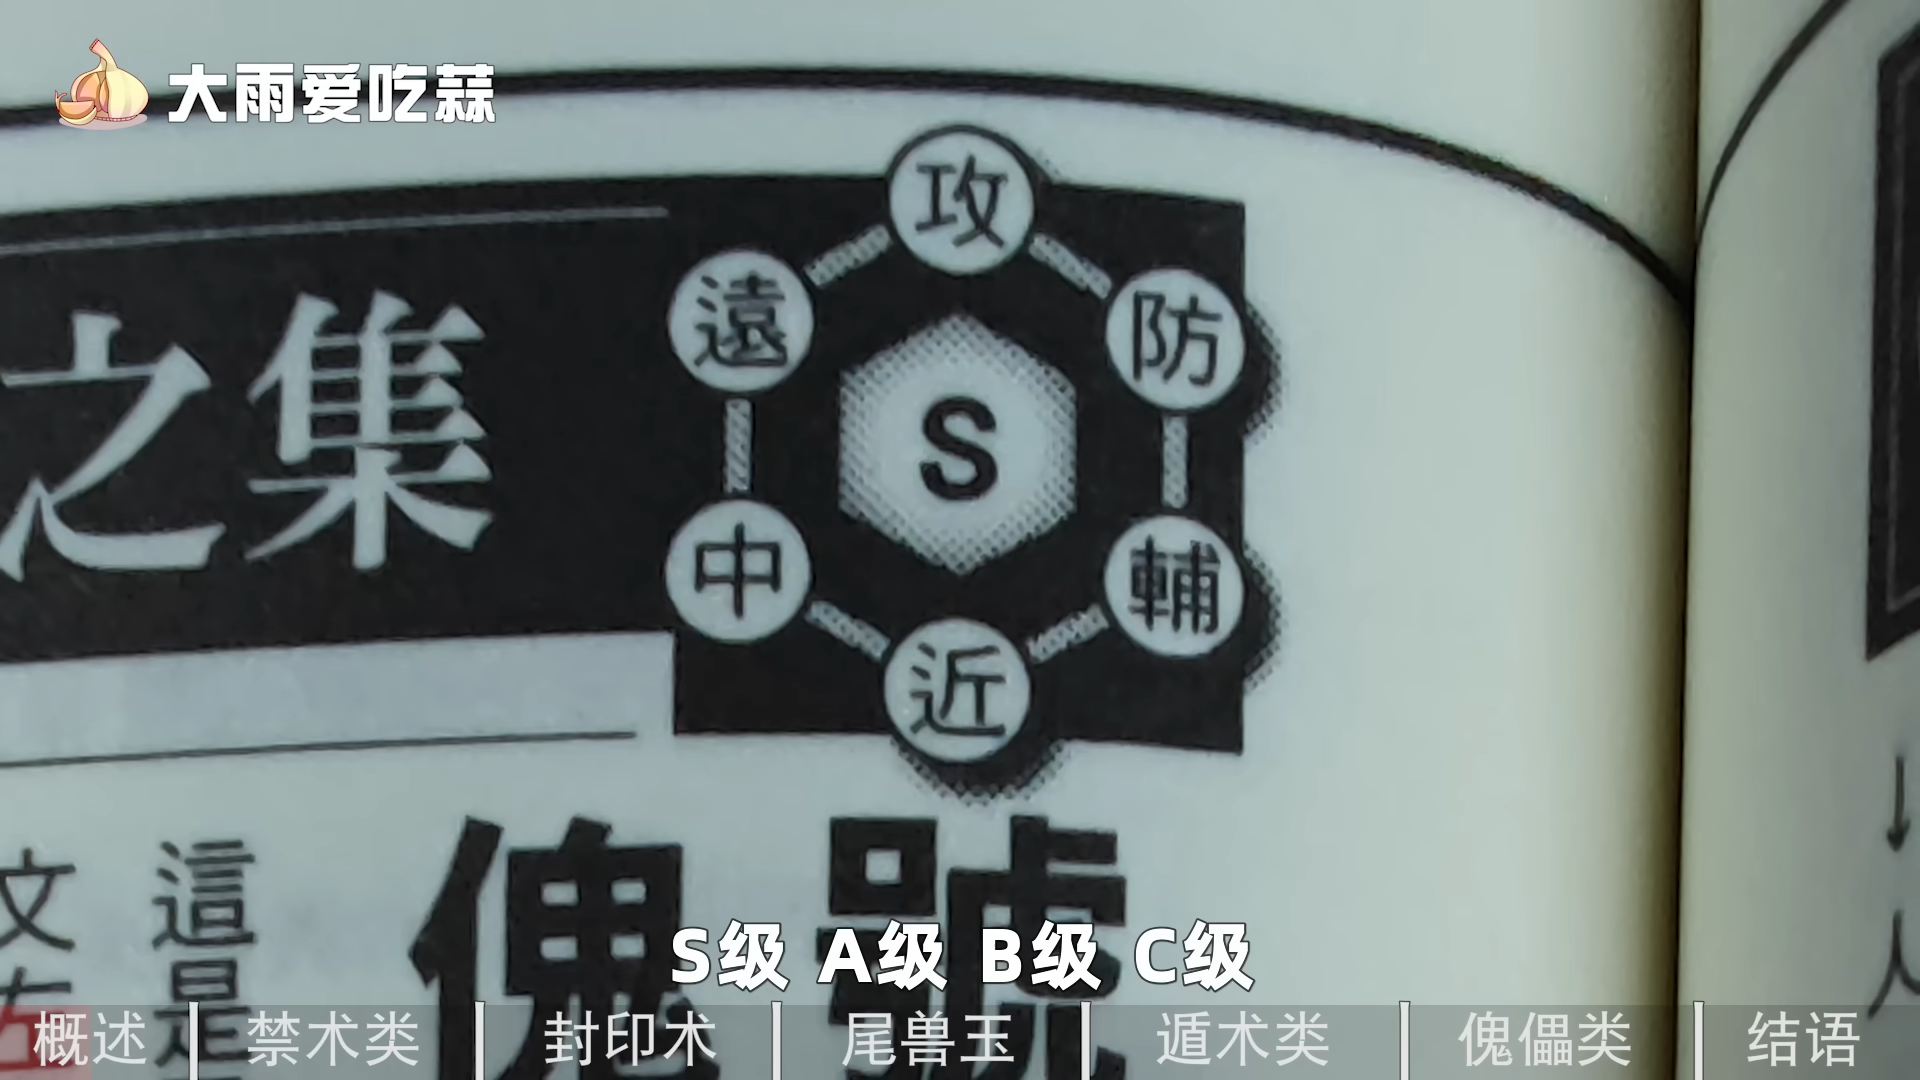 大雨爱吃蒜
攻
遠
防
之集
S
中
輔
近
傀 號
這是
文
S级 A级 B级 C级
概述 禁术类 封印术 尾兽玉 遁术类 傀儡类 结语